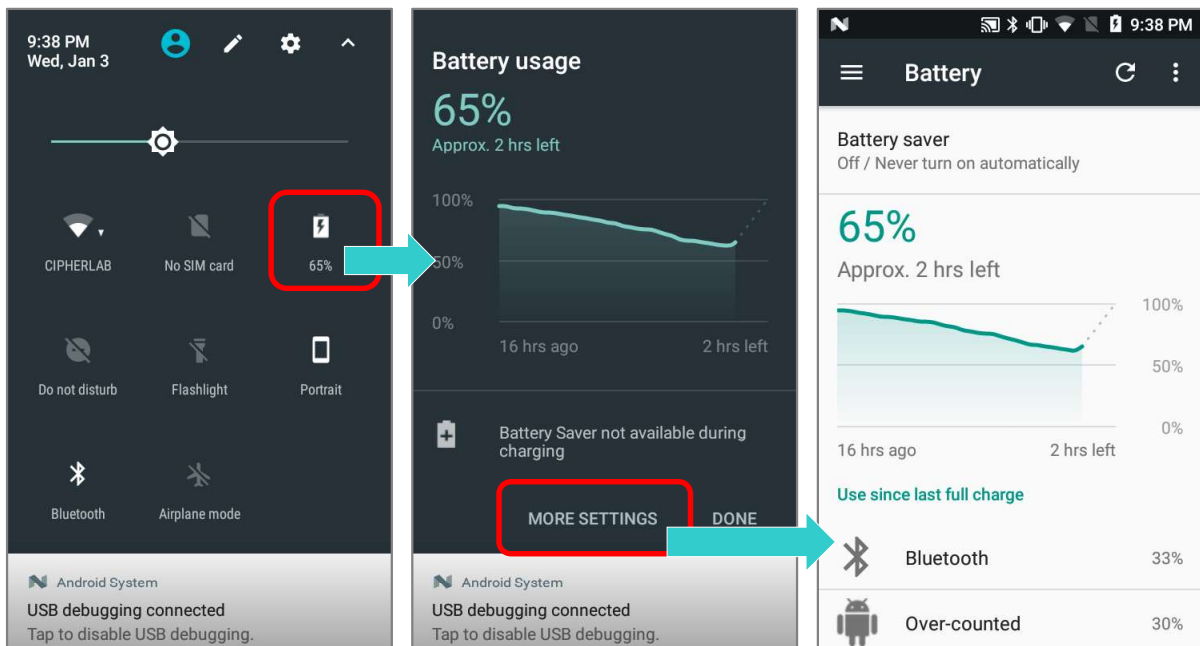 9:38 PM
Wed, Jan 3
CIPHERLAB
No SIM card
65%
Do not disturb
Flashlight
Portrait
Bluetooth
Airplane mode
Android System
USB debugging connected
Tap to disable USB debugging.
Battery usage
65%
Approx. 2 hrs left
100%
50%
0%
16 hrs ago
2 hrs left
Battery Saver not available during
charging
MORE SETTINGS
DONE
Android System
USB debugging connected
Tap to disable USB debugging.
9:38 PM
Battery
Battery saver
Off / Never turn on automatically
65%
Approx. 2 hrs left
100%
50%
0%
16 hrs ago
2 hrs left
Use since last full charge
Bluetooth
33%
Over-counted
30%